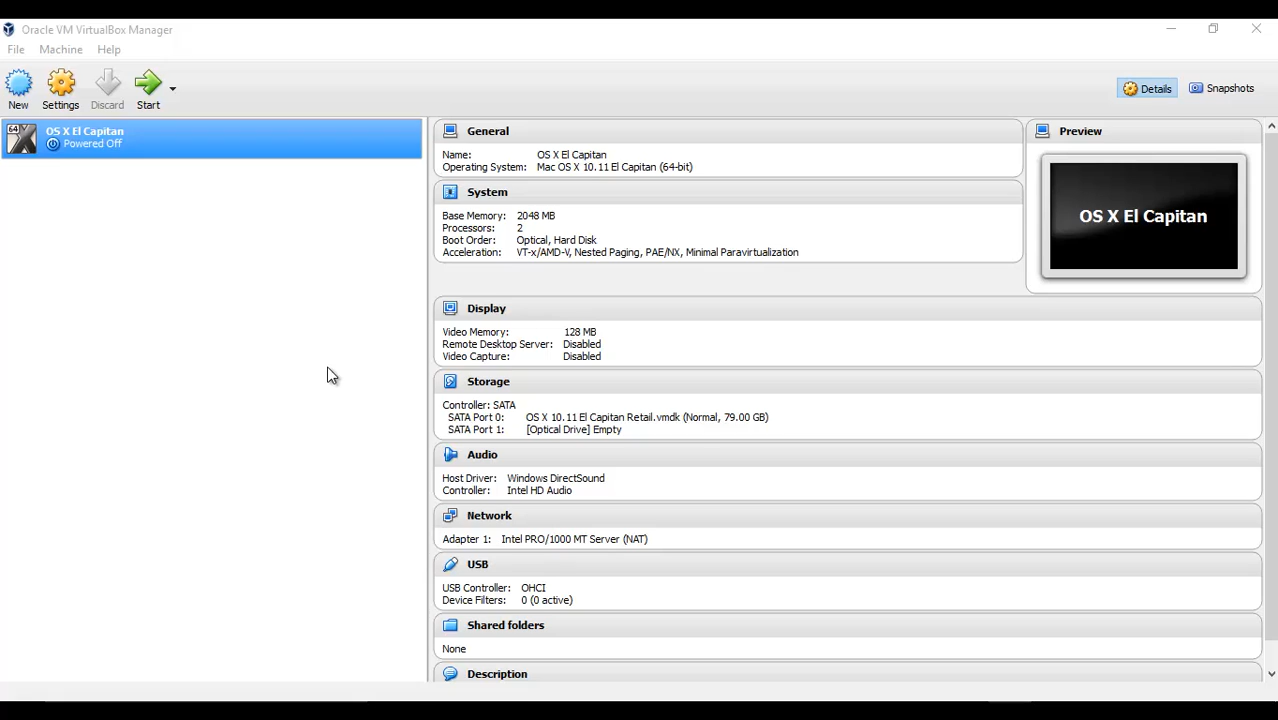 Oracle VM VirtualBox Manager
File Machine Help
New Settings Discard Start Details Snapshots
64
OS X El Capitan
Powered Off
General
Name: OS X El Capitan
Operating System: Mac OS X 10.11 El Capitan (64-bit)
System
Base Memory: 2048 MB
Processors: 2
Boot Order: Optical, Hard Disk
Acceleration: VT-x/AMD-V, Nested Paging, PAE/NX, Minimal Paravirtualization
Preview
OS X El Capitan
Display
Video Memory: 128 MB
Remote Desktop Server: Disabled
Video Capture: Disabled
Storage
Controller: SATA
SATA Port 0: OS X 10.11 El Capitan Retail.vmdk (Normal, 79.00 GB)
SATA Port 1: [Optical Drive] Empty
Audio
Host Driver: Windows DirectSound
Controller: Intel HD Audio
Network
Adapter 1: Intel PRO/1000 MT Server (NAT)
USB
USB Controller: OHCI
Device Filters: 0 (0 active)
Shared folders
None
Description